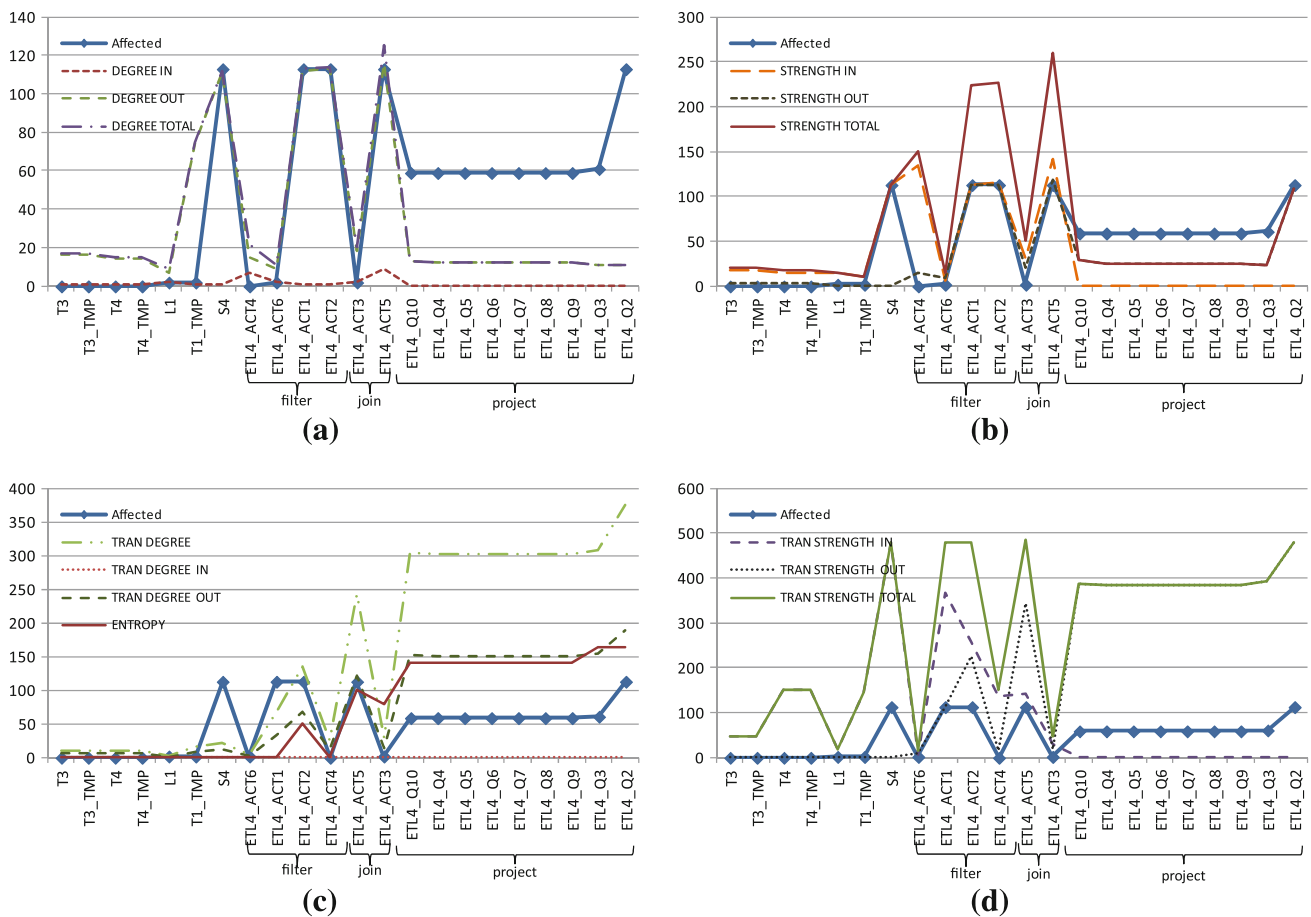 140
120
100
80
60
40
20
0
Affected
DEGREE IN
DEGREE OUT
DEGREE TOTAL
T3
T3_TMP
T4
T4_TMP
L1
T1_TMP
S4
ETL4_ACT4
ETL4_ACT6
ETL4_ACT1
ETL4_ACT2
ETL4_ACT3
ETL4_ACT5
ETL4_Q10
ETL4_Q4
ETL4_Q5
ETL4_Q6
ETL4_Q7
ETL4_Q8
ETL4_Q9
ETL4_Q3
ETL4_Q2
filter
join
project
(a)
300
250
200
150
100
50
0
Affected
STRENGTH IN
STRENGTH OUT
STRENGTH TOTAL
T3
T3_TMP
T4
T4_TMP
L1
T1_TMP
S4
ETL4_ACT4
ETL4_ACT6
ETL4_ACT1
ETL4_ACT2
ETL4_ACT3
ETL4_ACT5
ETL4_Q10
ETL4_Q4
ETL4_Q5
ETL4_Q6
ETL4_Q7
ETL4_Q8
ETL4_Q9
ETL4_Q3
ETL4_Q2
filter
join
project
(b)
400
350
300
250
200
150
100
50
0
Affected
TRAN DEGREE
TRAN DEGREE IN
TRAN DEGREE OUT
ENTROPY
T3
T3_TMP
T4
T4_TMP
L1
T1_TMP
S4
ETL4_ACT6
ETL4_ACT1
ETL4_ACT2
ETL4_ACT4
ETL4_ACT5
ETL4_ACT3
ETL4_Q10
ETL4_Q4
ETL4_Q5
ETL4_Q6
ETL4_Q7
ETL4_Q8
ETL4_Q9
ETL4_Q3
ETL4_Q2
filter
join
project
(c)
600
500
400
300
200
100
0
Affected
TRAN STRENGTH IN
TRAN STRENGTH OUT
TRAN STRENGTH TOTAL
T3
T3_TMP
T4
T4_TMP
L1
T1_TMP
S4
ETL4_ACT6
ETL4_ACT1
ETL4_ACT2
ETL4_ACT4
ETL4_ACT5
ETL4_ACT3
ETL4_Q10
ETL4_Q4
ETL4_Q5
ETL4_Q6
ETL4_Q7
ETL4_Q8
ETL4_Q9
ETL4_Q3
ETL4_Q2
filter
join
project
(d)